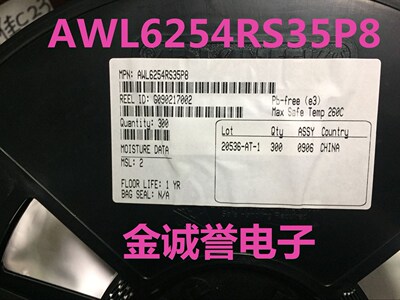 AWL6254RS35P8
MPN: AWL6254RS35P8
REEL ID: G090217002
Quantity: 300
Pb-free (e3)
Max Safe Temp 260C
MOISTURE DATA
MSL: 2
FLOOR LIFE: 1 YR
BAG SEAL: N/A
Lot Qty ASSY Country
20536-AT-1 300 0906 CHINA
金诚誉电子